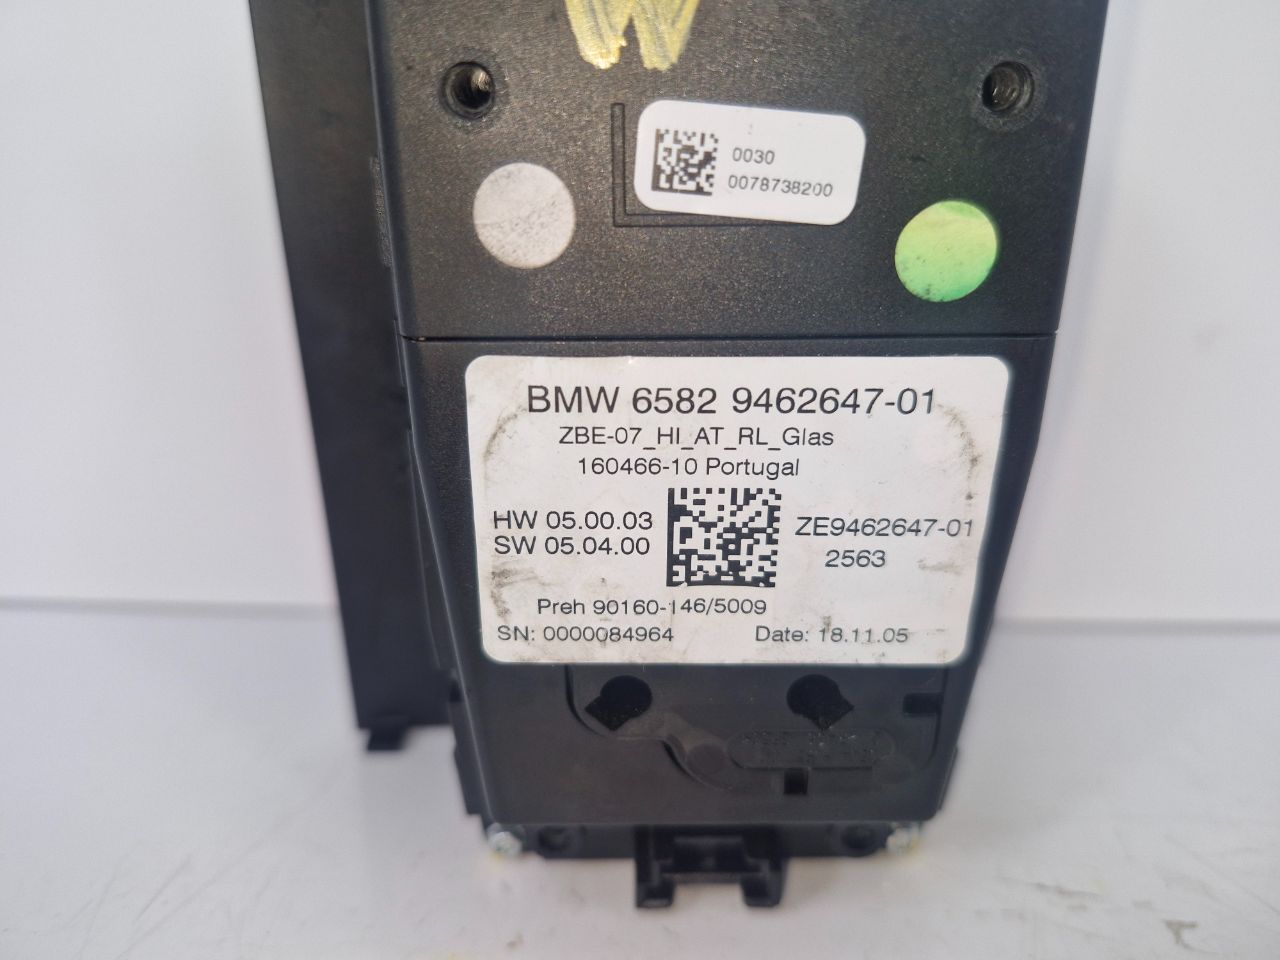 0030
0078738200
BMW 6582 9462647-01
ZBE-07_HI_AT_RL_Glas
160466-10 Portugal
HW 05.00.03
SW 05.04.00
ZE9462647-01
2563
Preh 90160-146/5009
SN: 0000084964
Date: 18.11.05